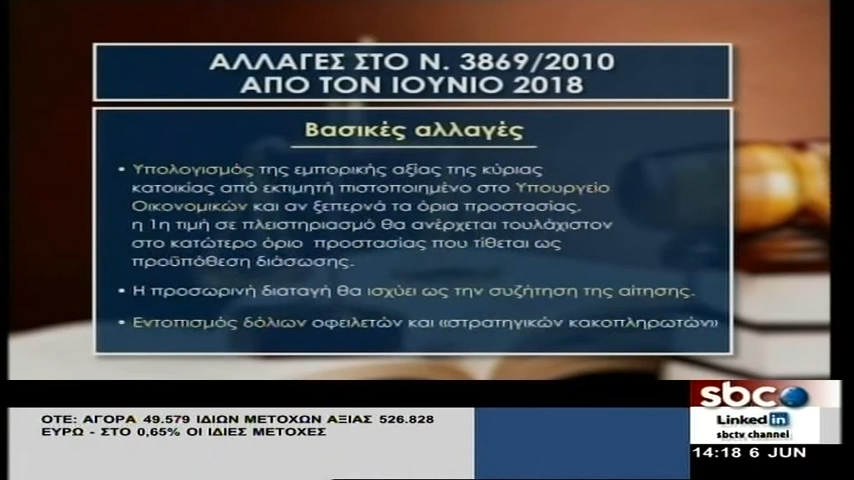 ΑΛΛΑΓΕΣ ΣΤΟ Ν. 3869/2010
ΑΠΟ ΤΟΝ ΙΟΥΝΙΟ 2018
Βασικές αλλαγές
• Υπολογισμός της εμπορικής αξίας της κύριας
κατοικίας από εκτιμητή πιστοποιημένο στο Υπουργείο
Οικονομικών και αν ξεπερνά τα όρια προστασίας,
η 1η τιμή σε πλειστηριασμό θα ανέρχεται τουλάχιστον
στο κατώτερο όριο προστασίας που τίθεται ως
προϋπόθεση διάσωσης.
• Η προσωρινή διαταγή θα ισχύει ως την συζήτηση της αίτησης.
• Εντοπισμός δόλιων οφειλετών και «στρατηγικών κακοπληρωτών»
sbc
Linked in
sbctv channel
14:18 6 JUN
ΟΤΕ: ΑΓΟΡΑ 49.579 ΙΔΙΩΝ ΜΕΤΟΧΩΝ ΑΞΙΑΣ 526.828
ΕΥΡΩ - ΣΤΟ 0,65% ΟΙ ΙΔΙΕΣ ΜΕΤΟΧΕΣ